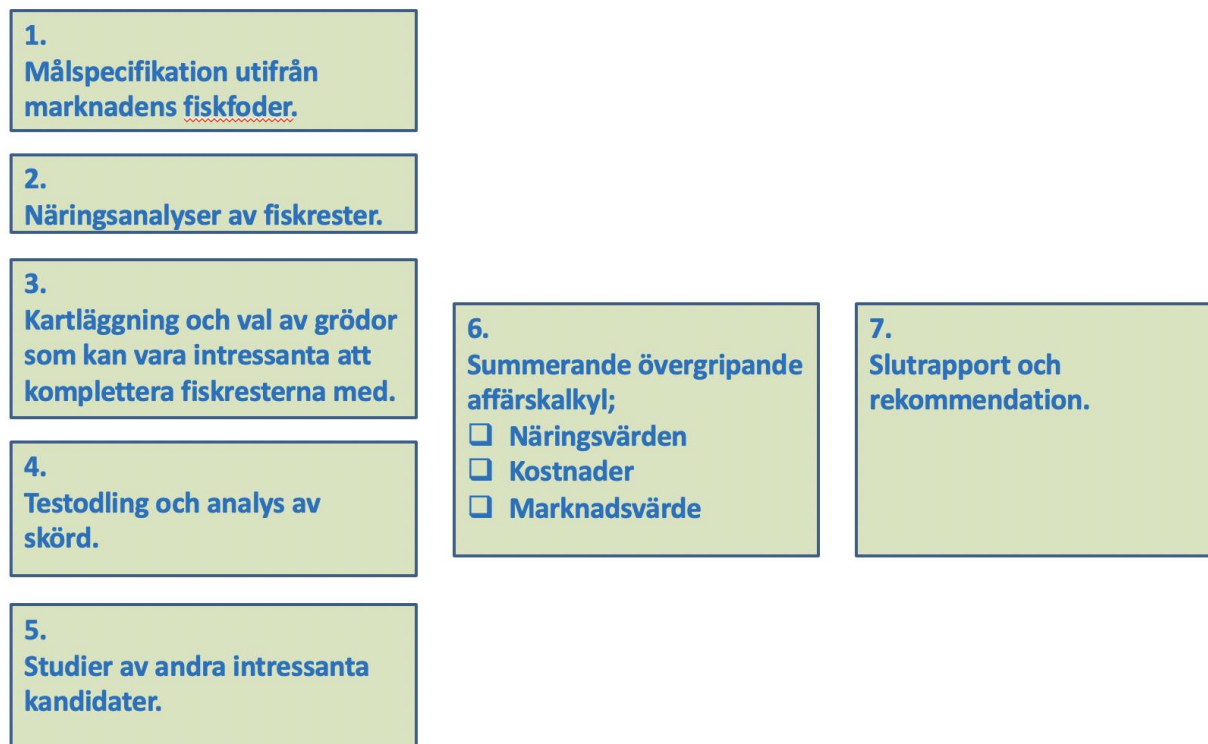 1.
Målspecifikation utifrån
marknadens fiskfoder.
2.
Näringsanalyser av fiskrester.
3.
Kartläggning och val av grödor
som kan vara intressanta att
komplettera fiskresterna med.
4.
Testodling och analys av
skörd.
5.
Studier av andra intressanta
kandidater.
6.
Summerande övergripande
affärskalkyl;
❑ Näringsvärden
❑ Kostnader
❑ Marknadsvärde
7.
Slutrapport och
rekommendation.